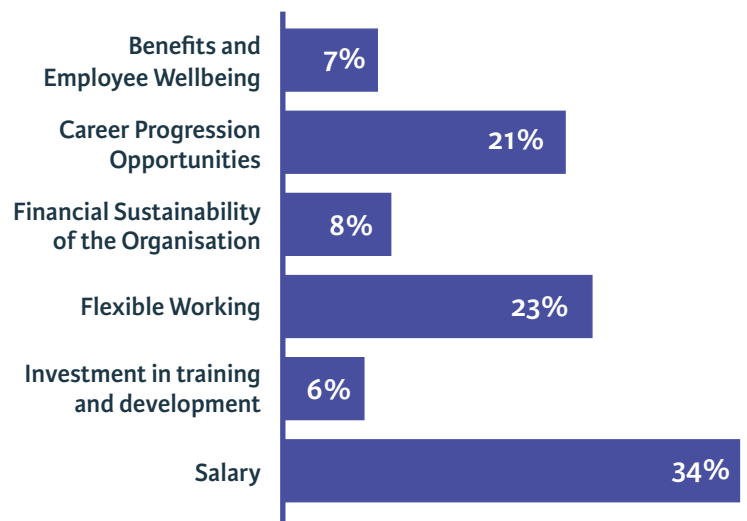 Benefits and
Employee Wellbeing
7%
Career Progression
Opportunities
21%
Financial Sustainability
of the Organisation
8%
Flexible Working
23%
Investment in training
and development
6%
Salary
34%